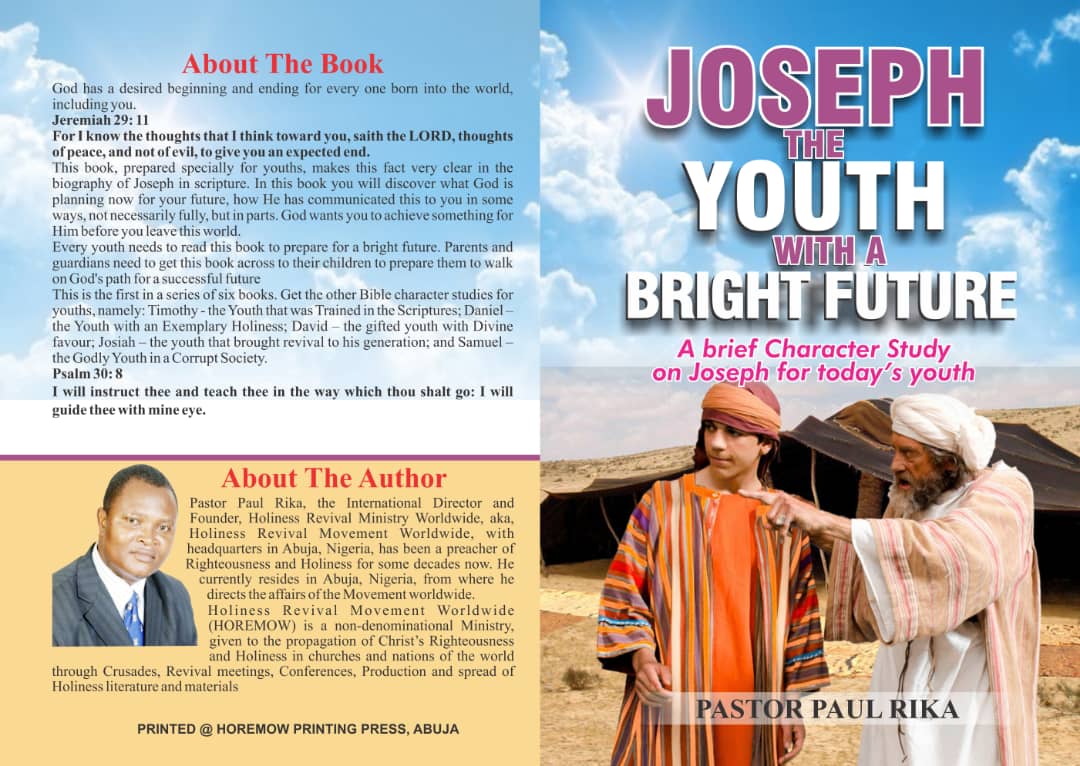 About The Book
God has a desired beginning and ending for every one born into the world,
including you.
Jeremiah 29: 11
For I know the thoughts that I think toward you, saith the LORD, thoughts
of peace, and not of evil, to give you an expected end.
This book, prepared specially for youths, makes this fact very clear in the
biography of Joseph in scripture. In this book you will discover what God is
planning now for your future, how He has communicated this to you in some
ways, not necessarily fully, but in parts. God wants you to achieve something for
Him before you leave this world.
Every youth needs to read this book to prepare for a bright future. Parents and
guardians need to get this book across to their children to prepare them to walk
on God's path for a successful future
This is the first in a series of six books. Get the other Bible character studies for
youths, namely: Timothy - the Youth that was Trained in the Scriptures; Daniel –
the Youth with an Exemplary Holiness; David – the gifted youth with Divine
favour; Josiah – the youth that brought revival to his generation; and Samuel –
the Godly Youth in a Corrupt Society.
Psalm 30: 8
I will instruct thee and teach thee in the way which thou shalt go: I will
guide thee with mine eye.
About The Author
Pastor Paul Rika, the International Director and
Founder, Holiness Revival Ministry Worldwide, aka,
Holiness Revival Movement Worldwide, with
headquarters in Abuja, Nigeria, has been a preacher of
Righteousness and Holiness for some decades now. He
currently resides in Abuja, Nigeria, from where he
directs the affairs of the Movement worldwide.
Holiness Revival Movement Worldwide
(HOREMOW) is a non-denominational Ministry,
given to the propagation of Christ's Righteousness
and Holiness in churches and nations of the world
through Crusades, Revival meetings, Conferences, Production and spread of
Holiness literature and materials
PRINTED @ HOREMOW PRINTING PRESS, ABUJA
JOSEPH
THE
YOUTH
WITH A
BRIGHT FUTURE
A brief Character Study
on Joseph for today's youth
PASTOR PAUL RIKA